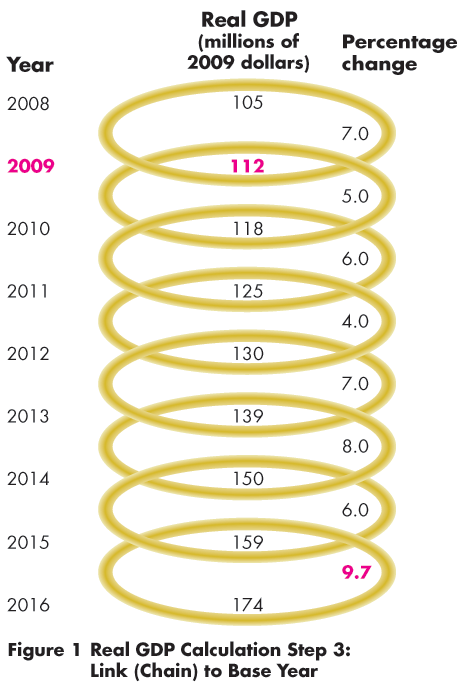 Real GDP
(millions of
2009 dollars)
Percentage
change
Year
2008 105
7.0
2009 112
5.0
2010 118
6.0
2011 125
4.0
2012 130
7.0
2013 139
8.0
2014 150
6.0
2015 159
9.7
2016 174
Figure 1 Real GDP Calculation Step 3:
Link (Chain) to Base Year